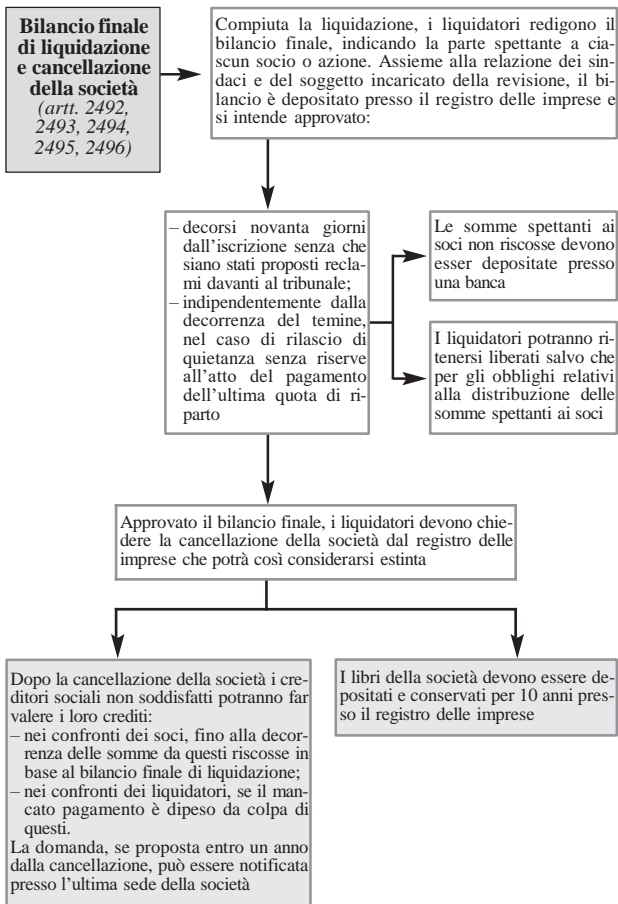 Bilancio finale
di liquidazione
e cancellazione
della società
(artt. 2492,
2493, 2494,
2495, 2496)
Compiuta la liquidazione, i liquidatori redigono il
bilancio finale, indicando la parte spettante a cia-
scun socio o azione. Assieme alla relazione dei sin-
daci e del soggetto incaricato della revisione, il bi-
lancio è depositato presso il registro delle imprese e
si intende approvato:
– decorsi novanta giorni
dall’iscrizione senza che
siano stati proposti recla-
mi davanti al tribunale;
– indipendentemente dalla
decorrenza del temine,
nel caso di rilascio di
quietanza senza riserve
all’atto del pagamento
dell’ultima quota di ri-
parto
Le somme spettanti ai
soci non riscosse devono
esser depositate presso
una banca
I liquidatori potranno ri-
tenersi liberati salvo che
per gli obblighi relativi
alla distribuzione delle
somme spettanti ai soci
Approvato il bilancio finale, i liquidatori devono chie-
dere la cancellazione della società dal registro delle
imprese che potrà così considerarsi estinta
Dopo la cancellazione della società i cre-
ditori sociali non soddisfatti potranno far
valere i loro crediti:
– nei confronti dei soci, fino alla decor-
renza delle somme da questi riscosse in
base al bilancio finale di liquidazione;
– nei confronti dei liquidatori, se il man-
cato pagamento è dipeso da colpa di
questi.
La domanda, se proposta entro un anno
dalla cancellazione, può essere notificata
presso l’ultima sede della società
I libri della società devono essere de-
positati e conservati per 10 anni pres-
so il registro delle imprese